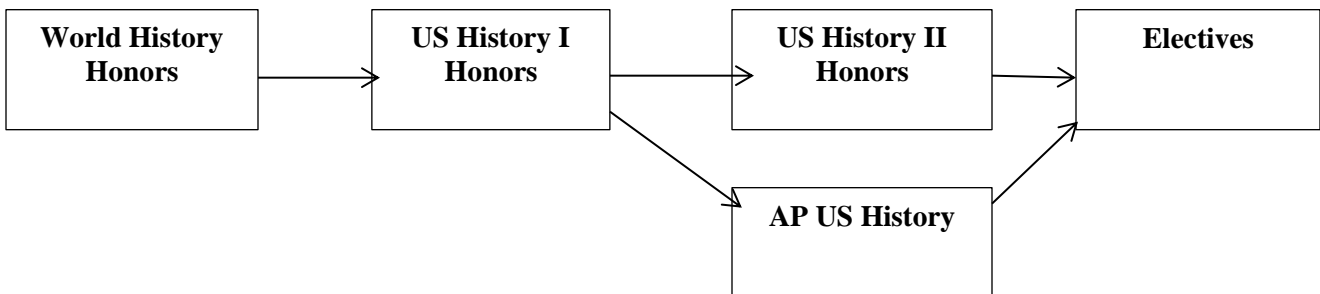 World History
Honors
US History I
Honors
US History II
Honors
Electives
AP US History